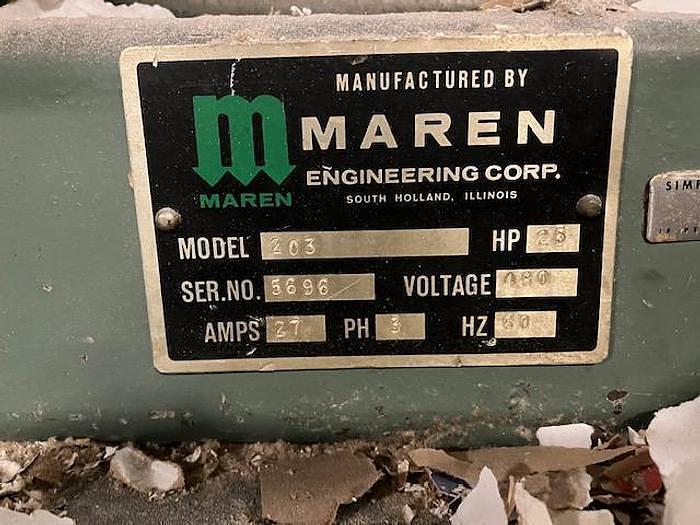 MANUFACTURED BY
MAREN
MAREN
ENGINEERING CORP.
SOUTH HOLLAND, ILLINOIS
MODEL 203 HP 25
SER.NO. 5696 VOLTAGE 480
AMPS 27 PH 3 HZ 60